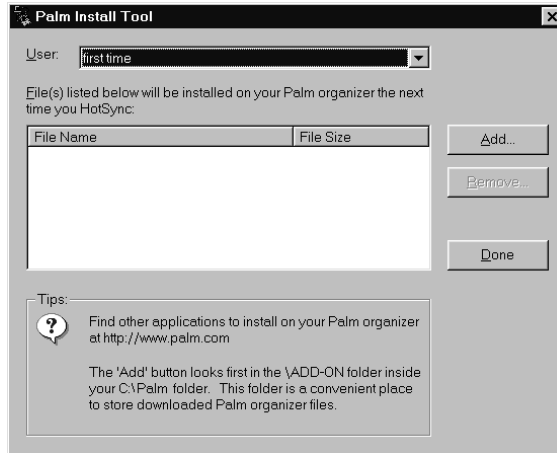 Palm Install Tool
User: first time
File(s) listed below will be installed on your Palm organizer the next
time you HotSync:
File Name File Size
Add...
Remove...
Done
Tips:
Find other applications to install on your Palm organizer
at http://www.palm.com
The 'Add' button looks first in the \ADD-ON folder inside
your C:\Palm folder. This folder is a convenient place
to store downloaded Palm organizer files.